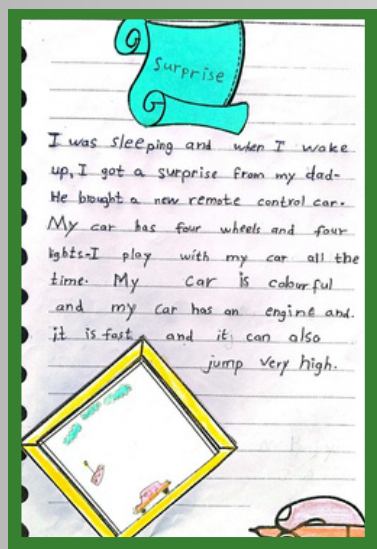 Surprise
I was sleeping and when I wake
up, I got a surprise from my dad-
He brought a new remote control car.
My car has four wheels and four
lights-I play with my car all the
time. My car is colourful
and my car has an engine and.
it is fast and it can also
jump very high.